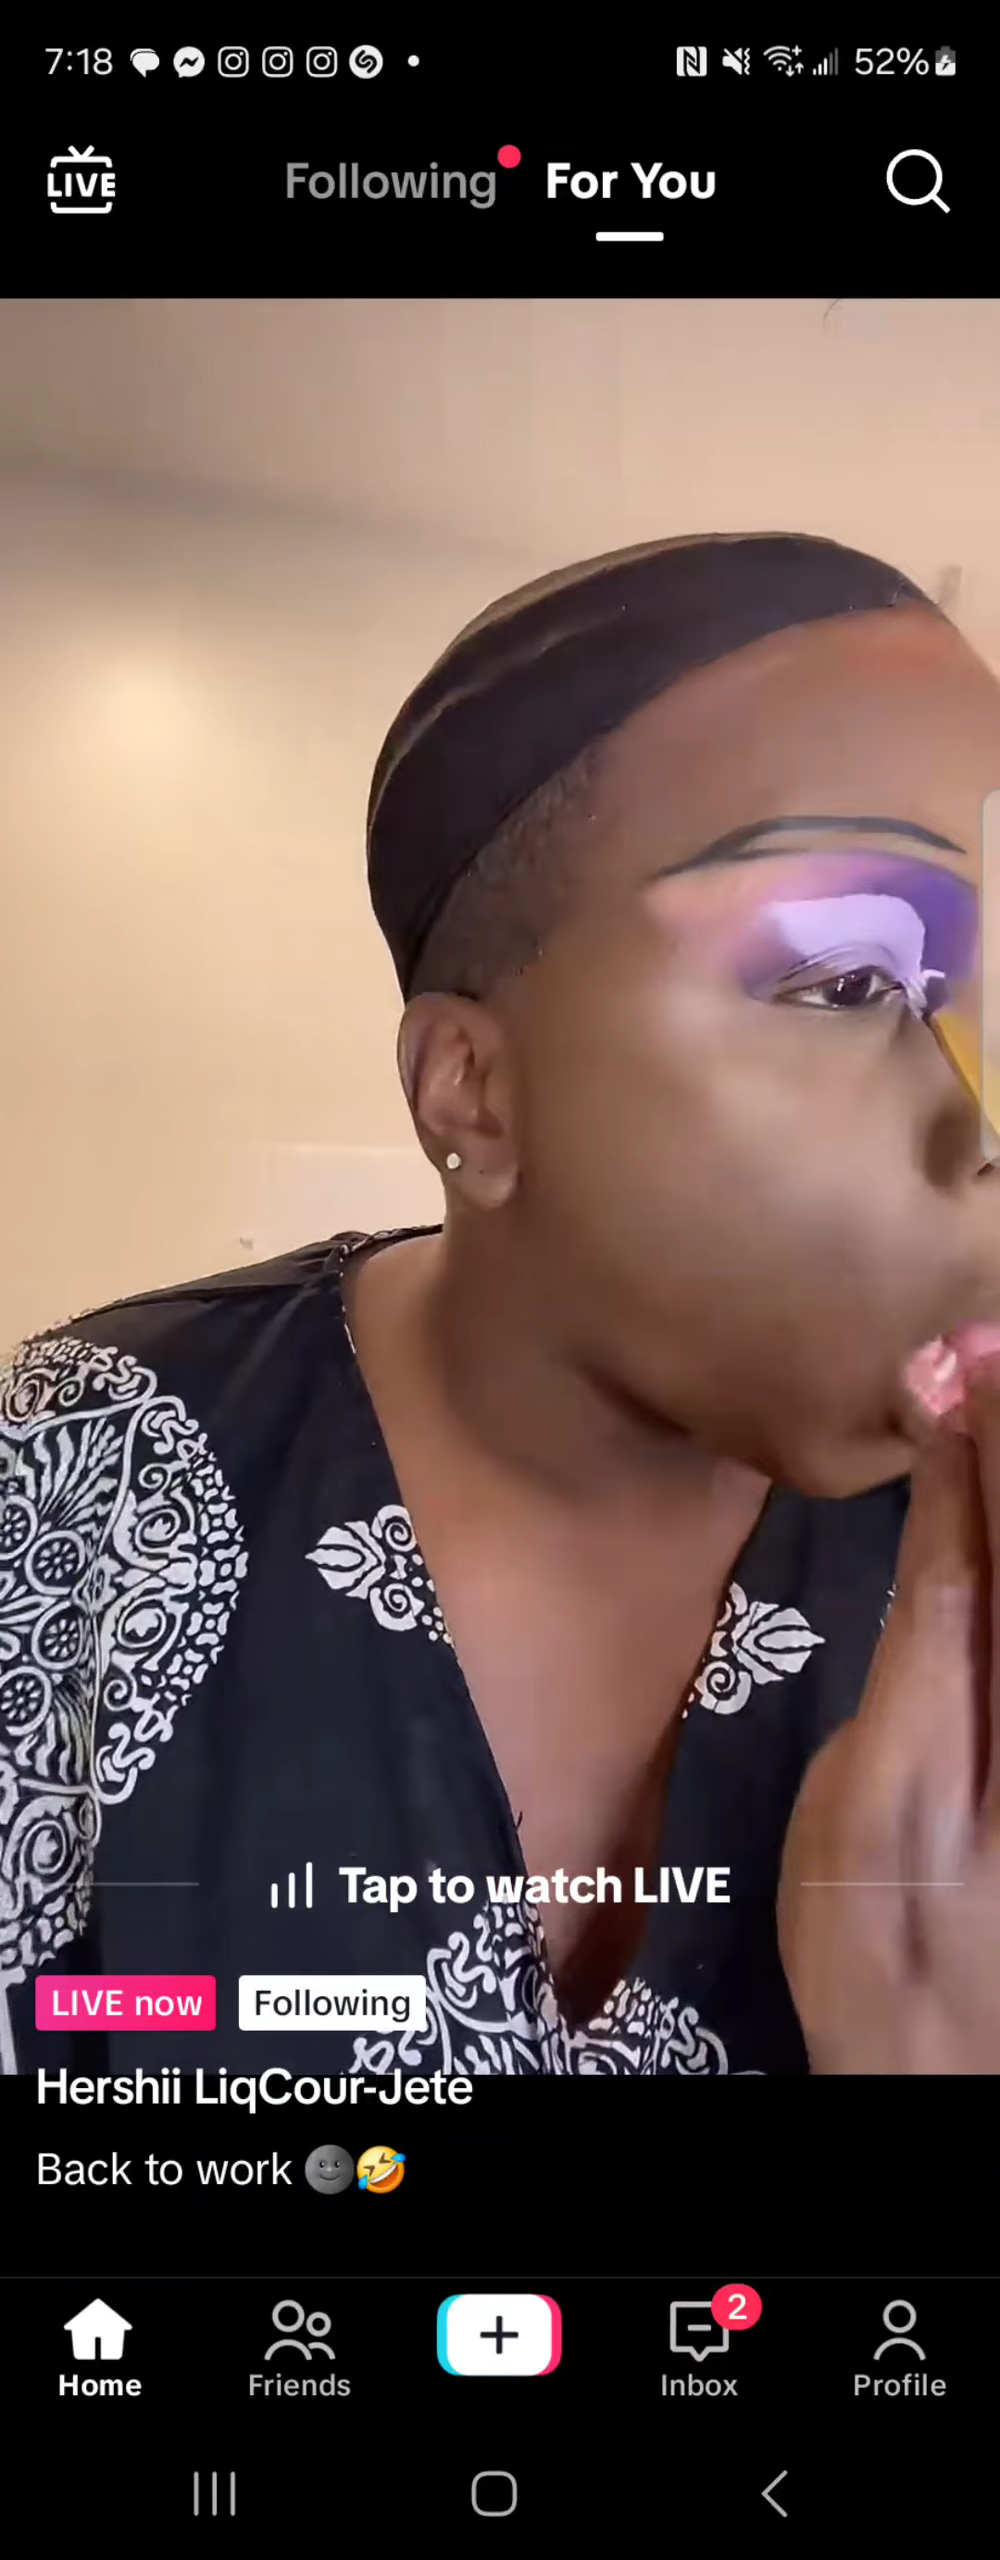 7:18
52%
LIVE
Following
For You
Tap to watch LIVE
LIVE now
Following
Hershii LiqCour-Jeté
Back to work 🌚🤣
2
Home
Friends
Inbox
Profile